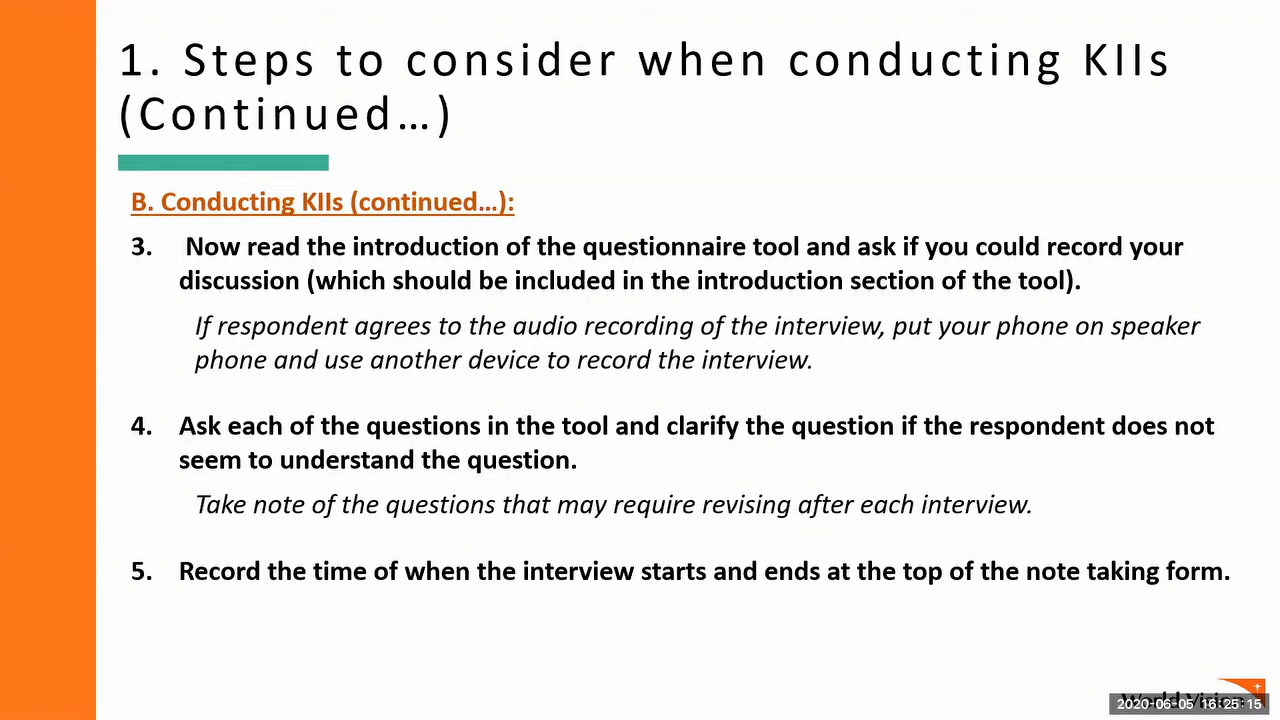 1. Steps to consider when conducting KIIs
(Continued…)
B. Conducting KIIs (continued…):
3. Now read the introduction of the questionnaire tool and ask if you could record your
discussion (which should be included in the introduction section of the tool).
If respondent agrees to the audio recording of the interview, put your phone on speaker
phone and use another device to record the interview.
4. Ask each of the questions in the tool and clarify the question if the respondent does not
seem to understand the question.
Take note of the questions that may require revising after each interview.
5. Record the time of when the interview starts and ends at the top of the note taking form.
World Vision
2020-06-05 16:25:15